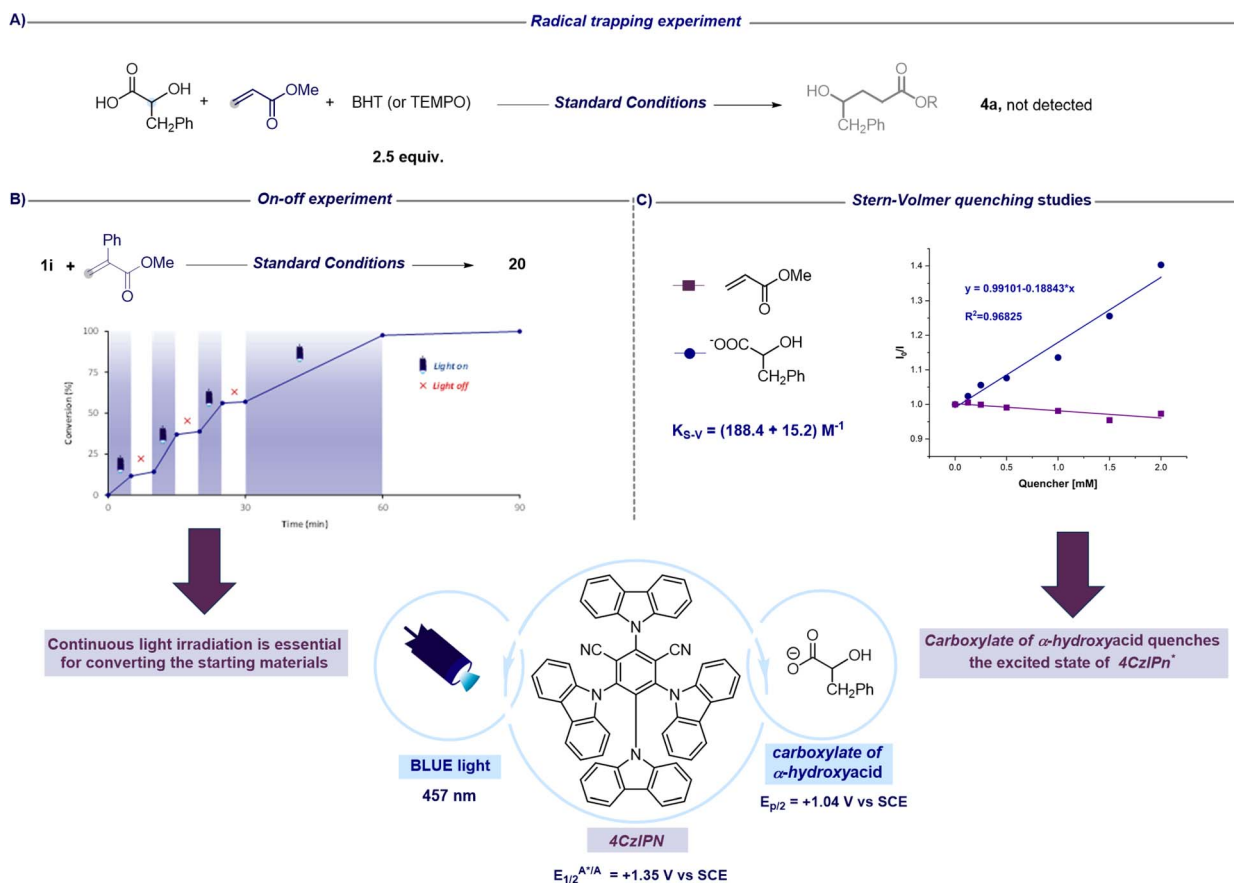 A)
Radical trapping experiment
O
OH
HO
CH2Ph
+
OMe
O
+
BHT (or TEMPO)
2.5 equiv.
Standard Conditions
HO
O
OR
CH2Ph
4a, not detected
B)
On-off experiment
1i +
Ph
OMe
O
Standard Conditions
20
100
75
50
25
0
Conversion [%]
0 30 60 90
Time [min]
Light on
Light off
C)
Stern-Volmer quenching studies
OMe
O
-OOC
OH
CH2Ph
KS-V = (188.4 + 15.2) M-1
y = 0.99101-0.18843*x
R2=0.96825
1.4
1.3
1.2
1.1
1.0
0.9
I0/I
0.0 0.5 1.0 1.5 2.0
Quencher [mM]
Continuous light irradiation is essential
for converting the starting materials
Carboxylate of α-hydroxyacid quenches
the excited state of 4CzIPn*
BLUE light
457 nm
N
NC
CN
N
N
N
4CzIPN
E1/2A*/A = +1.35 V vs SCE
O
⊖O
OH
CH2Ph
carboxylate of
α-hydroxyacid
Ep/2 = +1.04 V vs SCE